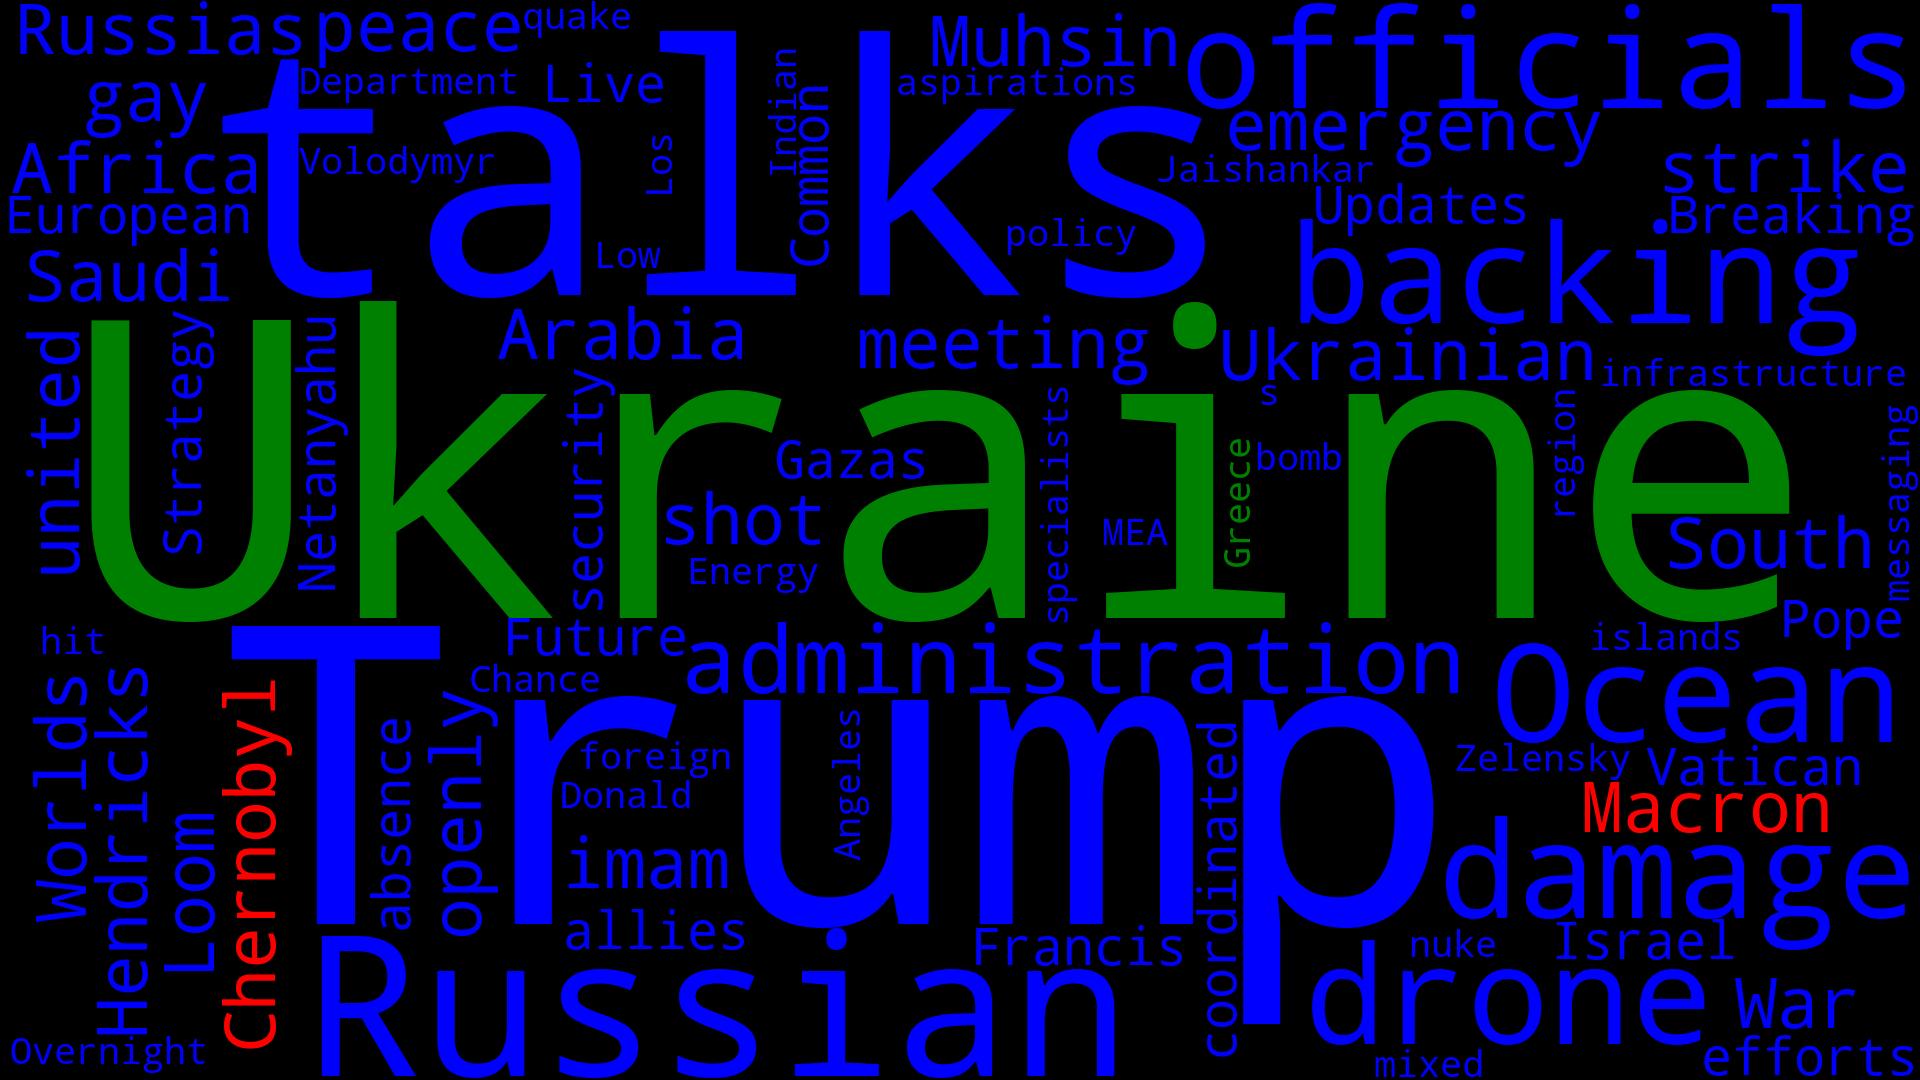 Russias
peace
quake
Muhsin
officials
talks
gay
Department
Live
Indian
Common
aspirations
emergency
Africa
Volodymyr
Los
Jaishankar
strike
European
Updates
Breaking
Low
policy
backing
Saudi
united
Strategy
Netanyahu
Arabia
meeting
Ukrainian
infrastructure
Ukraine
security
Gazas
specialists
s
bomb
Greece
region
messaging
shot
MEA
Energy
South
Pope
hit
Future
administration
islands
Ocean
Chance
Worlds
Hendricks
Loom
Chernobyl
Trump
absence
openly
foreign
Donald
Angeles
coordinated
Zelensky
Vatican
Macron
imam
damage
allies
Francis
nuke
Israel
Russian
drone
War
Overnight
mixed
efforts